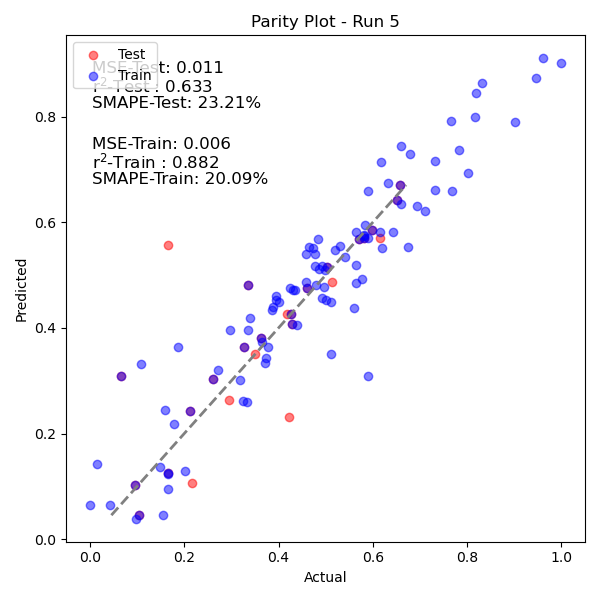 Parity Plot - Run 5
Test
Train
MSE-Test: 0.011
r²-Test : 0.633
SMAPE-Test: 23.21%
MSE-Train: 0.006
r²-Train : 0.882
SMAPE-Train: 20.09%
Predicted
0.8
0.6
0.4
0.2
0.0
0.0 0.2 0.4 0.6 0.8 1.0
Actual